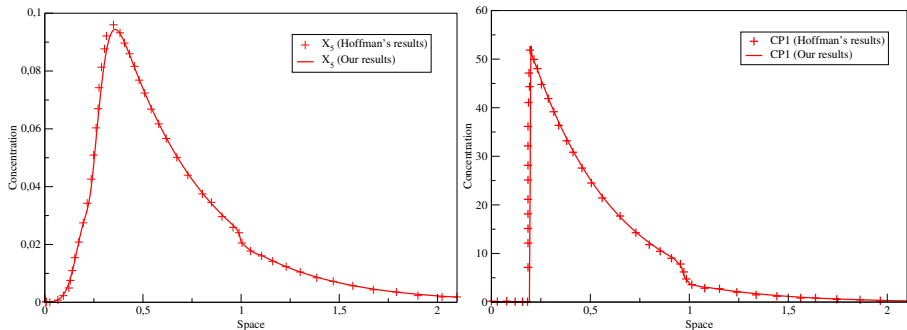 0,1
0,08
0,06
0,04
0,02
0
Concentration
0
0,5
1
1,5
2
Space
X5 (Hoffman's results)
X5 (Our results)
60
50
40
30
20
10
0
Concentration
0
0,5
1
1,5
2
Space
CP1 (Hoffman's results)
CP1 (Our results)